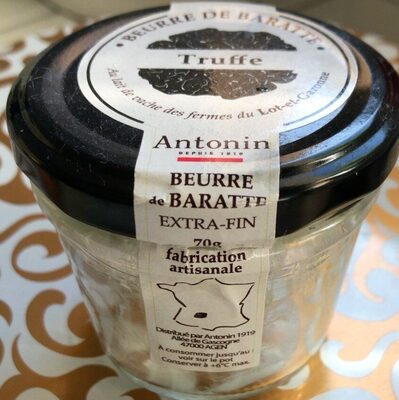 BEURRE DE BARATTE
Truffe
Au lait de vache des fermes du Lot-et-Garonne
Antonin
DEPUIS 1919
BEURRE
de BARATTE
EXTRA-FIN
70g
fabrication
artisanale
Distribué par Antonin 1919
Allée de Gascogne
47000 AGEN
À consommer jusqu'au :
voir sur le pot
Conserver à +6°C max.